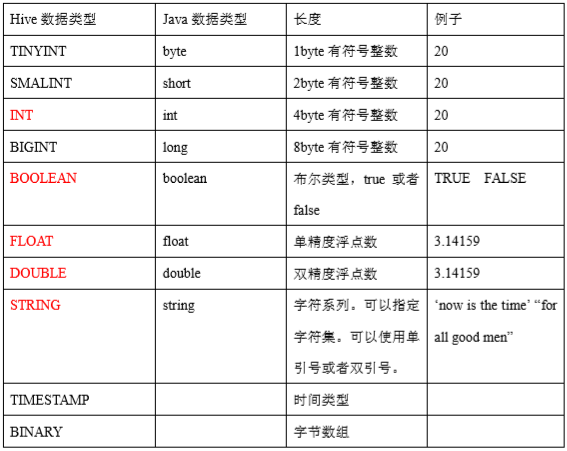 Hive 数据类型 Java 数据类型 长度 例子
TINYINT byte 1byte 有符号整数 20
SMALINT short 2byte 有符号整数 20
INT int 4byte 有符号整数 20
BIGINT long 8byte 有符号整数 20
BOOLEAN boolean 布尔类型，true 或者 TRUE FALSE
false
FLOAT float 单精度浮点数 3.14159
DOUBLE double 双精度浮点数 3.14159
STRING string 字符系列。可以指定 ‘now is the time’ “for
字符集。可以使用单 all good men”
引号或者双引号。
TIMESTAMP 时间类型
BINARY 字节数组